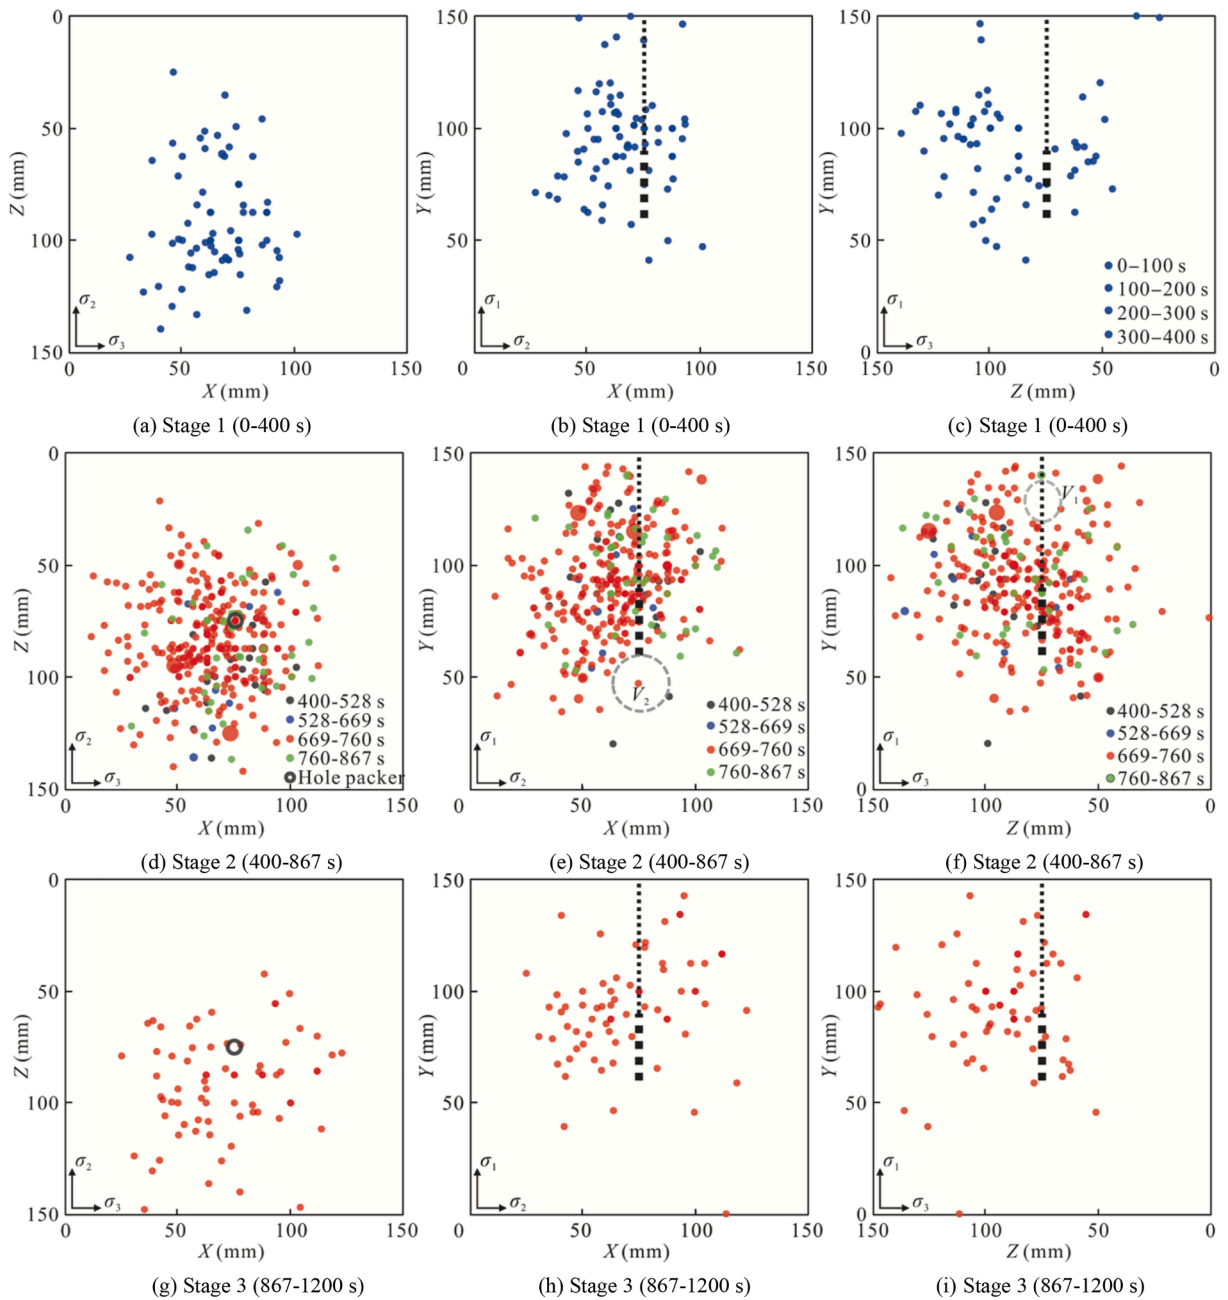 0
50
100
150
Z (mm)
σ2
σ3
0
50
100
150
X (mm)
(a) Stage 1 (0-400 s)
150
100
50
Y (mm)
σ1
σ2
0
50
100
150
X (mm)
(b) Stage 1 (0-400 s)
150
100
50
0
Y (mm)
0–100 s
100–200 s
200–300 s
300–400 s
σ1
σ3
150
100
50
0
Z (mm)
(c) Stage 1 (0-400 s)
0
50
100
150
Z (mm)
400-528 s
528-669 s
669-760 s
760-867 s
Hole packer
σ2
σ3
0
50
100
150
X (mm)
(d) Stage 2 (400-867 s)
150
100
50
0
Y (mm)
V2
400-528 s
528-669 s
669-760 s
760-867 s
σ1
σ2
0
50
100
150
X (mm)
(e) Stage 2 (400-867 s)
150
100
50
0
Y (mm)
V1
400-528 s
528-669 s
669-760 s
760-867 s
σ1
σ3
150
100
50
0
Z (mm)
(f) Stage 2 (400-867 s)
0
50
100
150
Z (mm)
σ2
σ3
0
50
100
150
X (mm)
(g) Stage 3 (867-1200 s)
150
100
50
0
Y (mm)
σ1
σ2
0
50
100
150
X (mm)
(h) Stage 3 (867-1200 s)
150
100
50
0
Y (mm)
σ1
σ3
150
100
50
0
Z (mm)
(i) Stage 3 (867-1200 s)